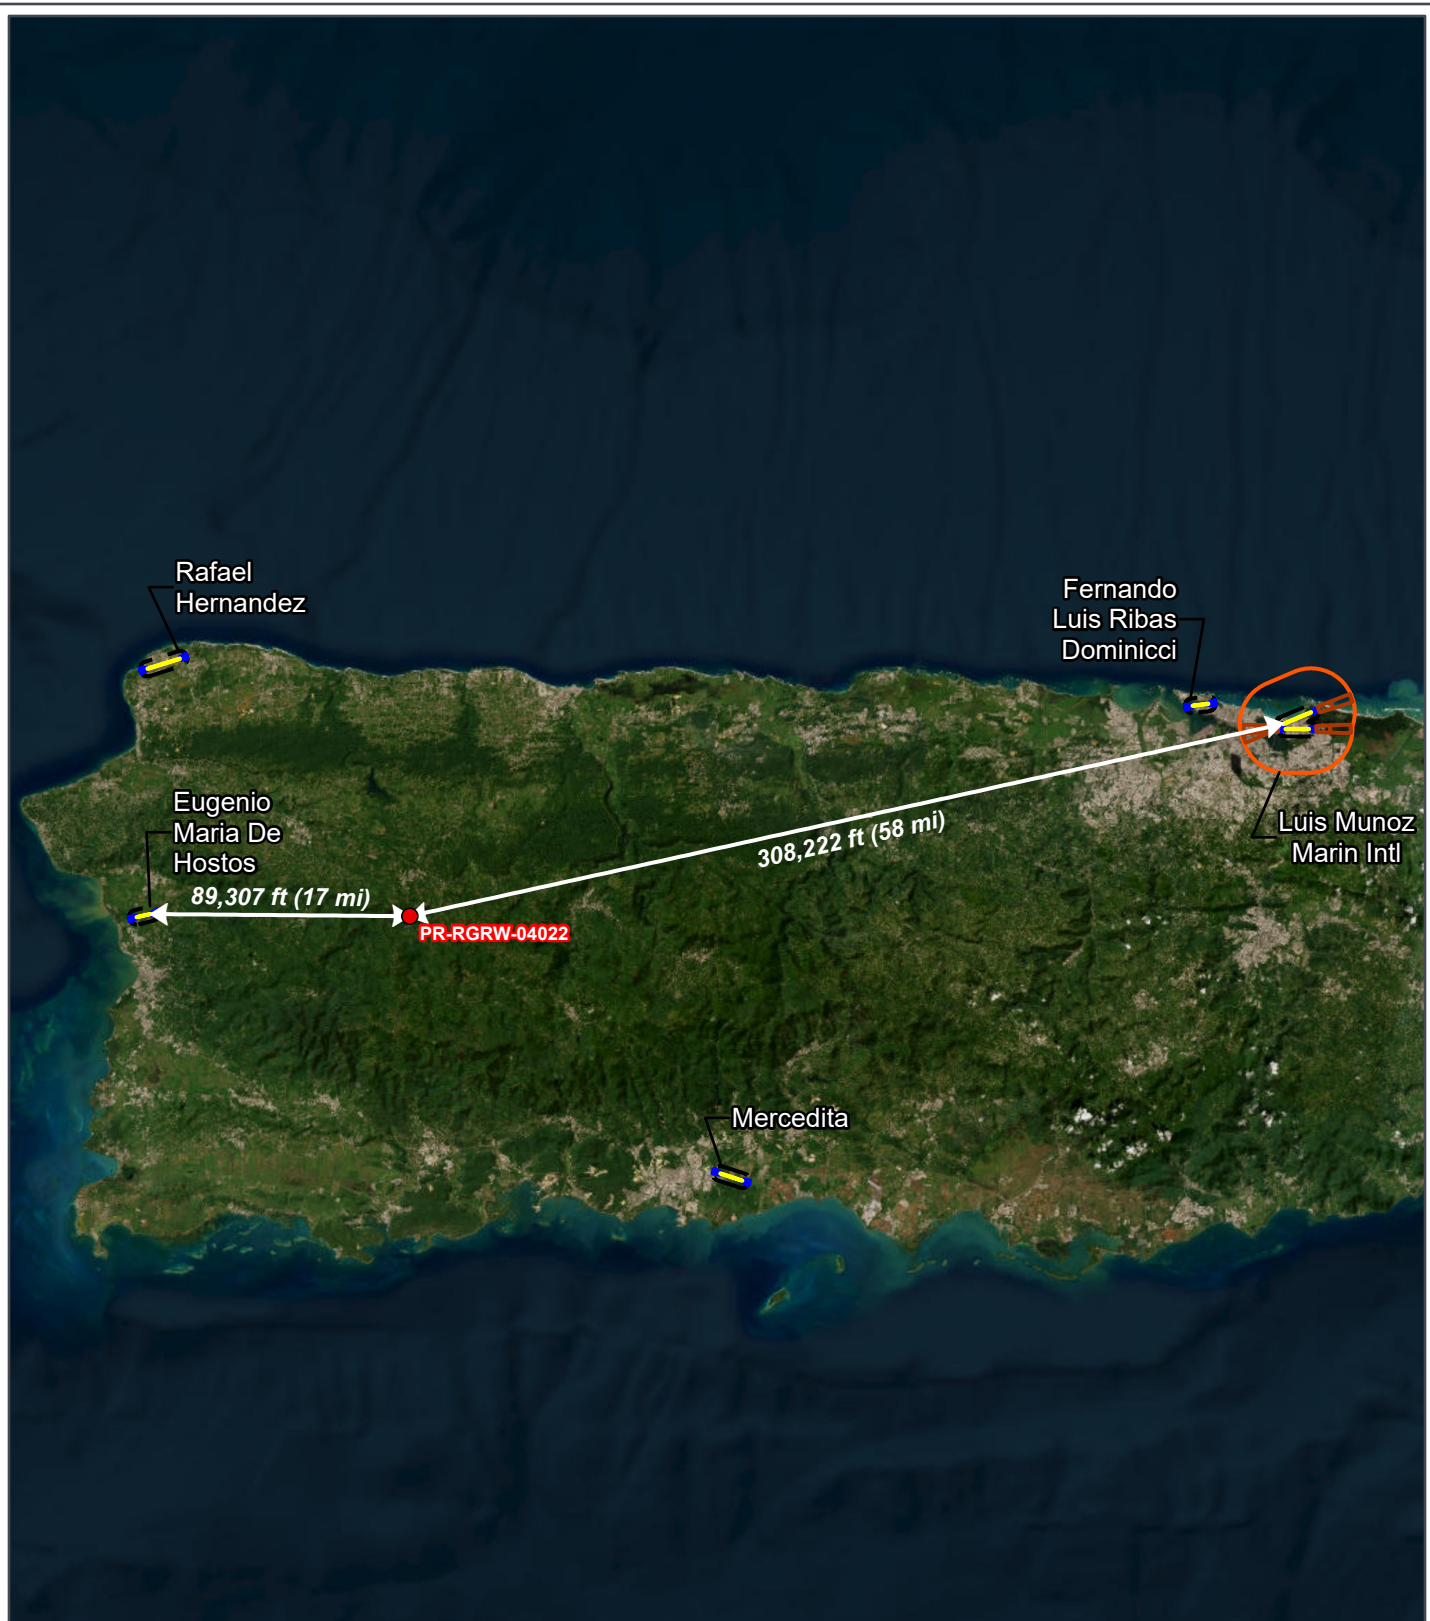 Rafael
Hernandez
Fernando
Luis Ribas
Dominicci
Eugenio
Maria De
Hostos
Luis Munoz
Marin Intl
308,222 ft (58 mi)
89,307 ft (17 mi)
PR-RGRW-04022
Mercedita